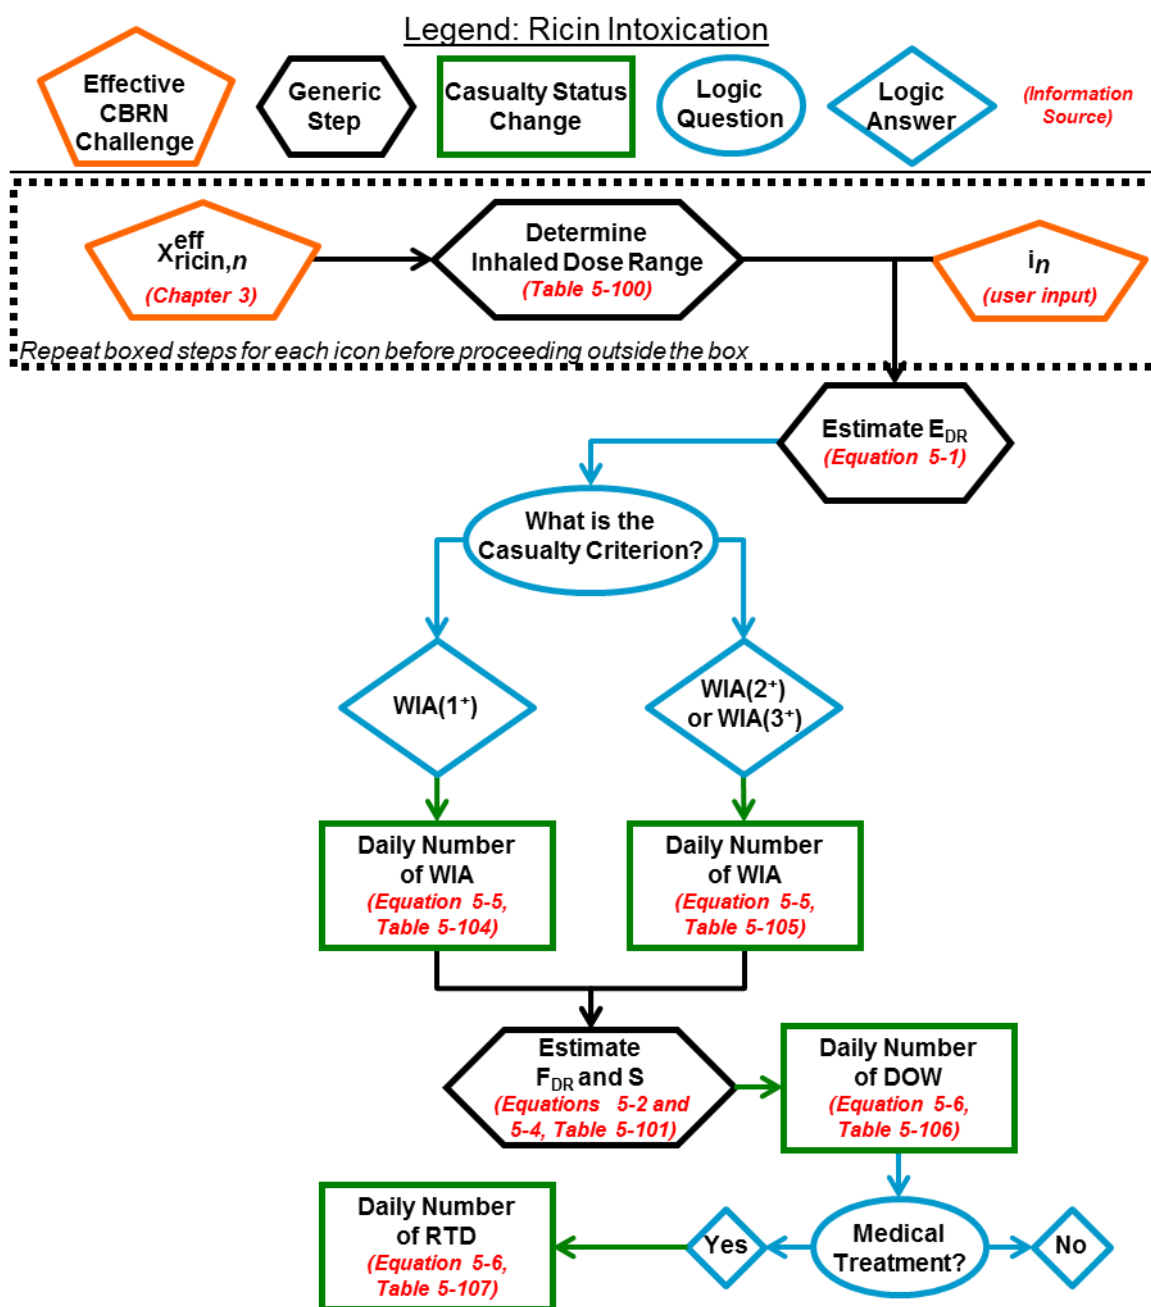 Legend: Ricin Intoxication
Effective
CBRN
Challenge
Generic
Step
Casualty Status
Change
Logic
Question
Logic
Answer
(Information
Source)
X^eff_ricin,n
(Chapter 3)
Determine
Inhaled Dose Range
(Table 5-100)
i_n
(user input)
Repeat boxed steps for each icon before proceeding outside the box
Estimate E_DR
(Equation 5-1)
What is the
Casualty Criterion?
WIA(1⁺)
WIA(2⁺)
or WIA(3⁺)
Daily Number
of WIA
(Equation 5-5,
Table 5-104)
Daily Number
of WIA
(Equation 5-5,
Table 5-105)
Estimate
F_DR and S
(Equations 5-2 and
5-4, Table 5-101)
Daily Number
of DOW
(Equation 5-6,
Table 5-106)
Daily Number
of RTD
(Equation 5-6,
Table 5-107)
Yes
Medical
Treatment?
No